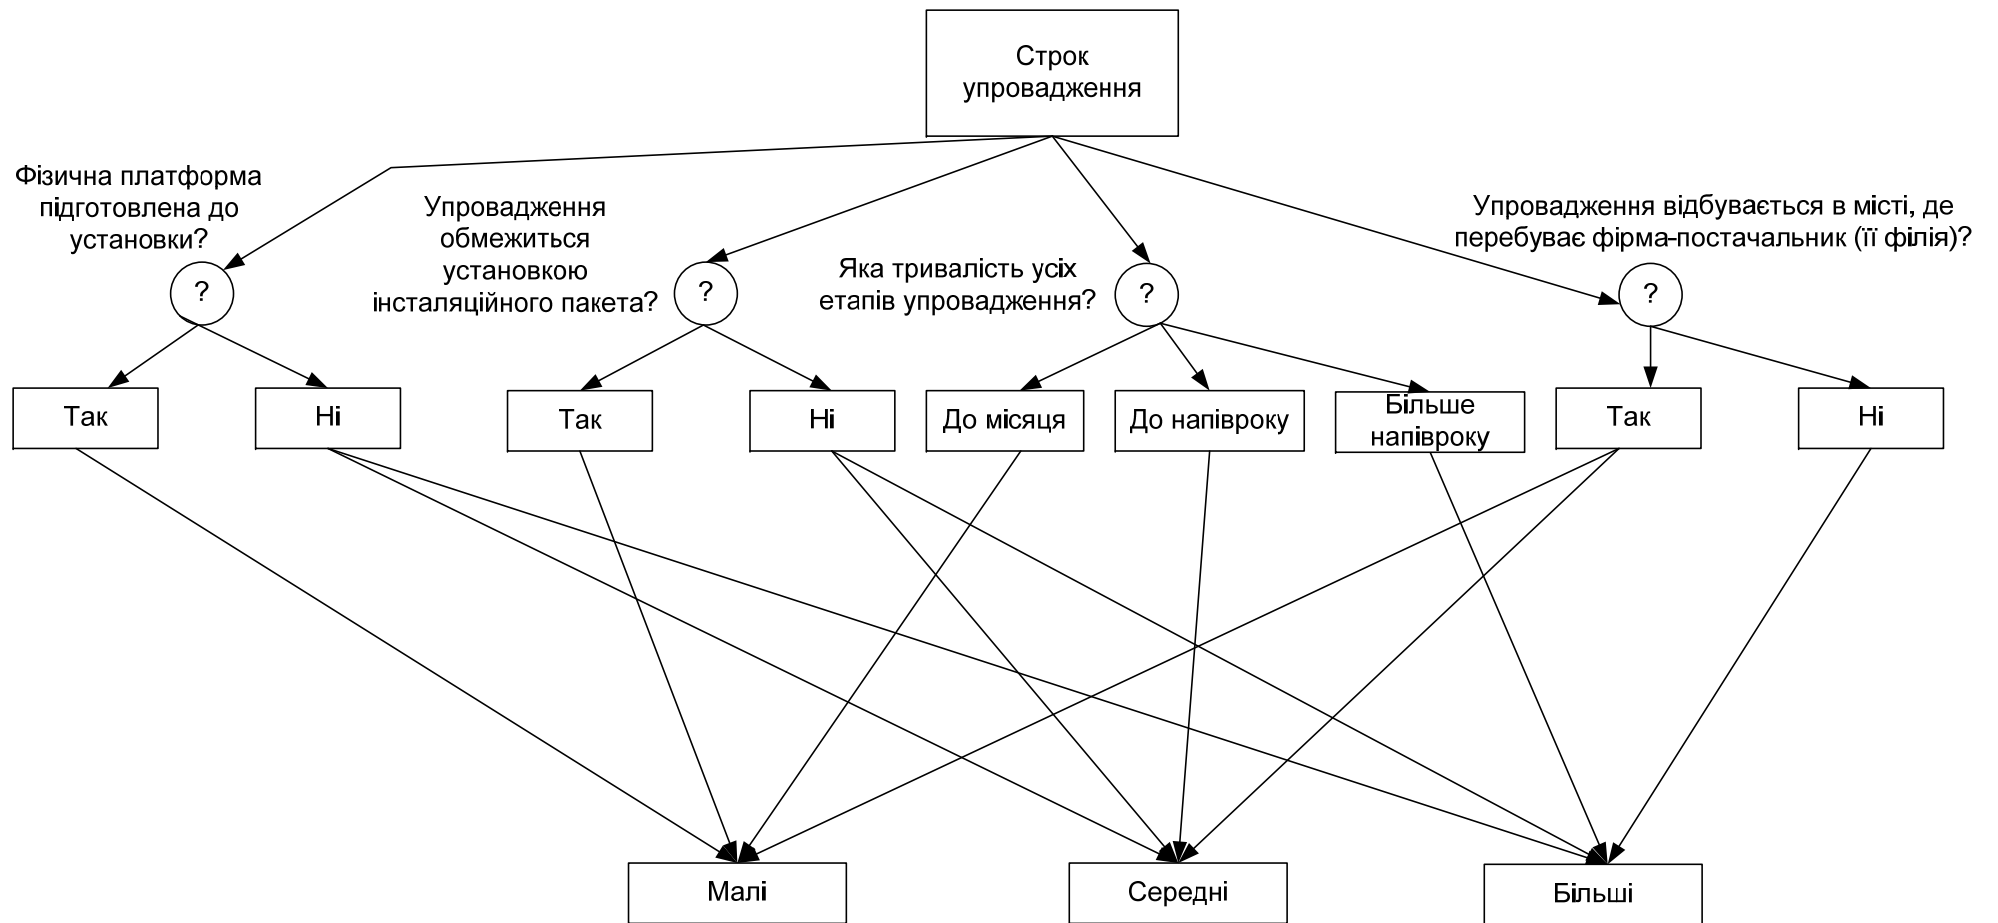 Строк
упровадження
Фізична платформа
підготовлена до
установки?
Упровадження
обмежиться
установкою
інсталяційного пакета?
Яка тривалість усіх
етапів упровадження?
Упровадження відбувається в місті, де
перебуває фірма-постачальник (її філія)?
?
?
?
?
Так
Ні
Так
Ні
До місяця
До напівроку
Більше
напівроку
Так
Ні
Малі
Середні
Більші